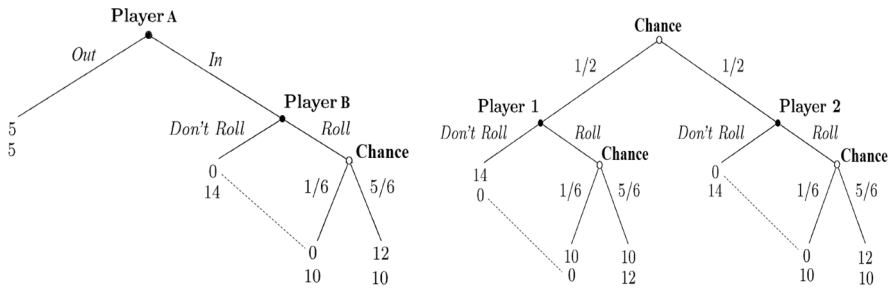 Player A
Out
In
5
5
Player B
Don't Roll
Roll
Chance
0
14
1/6
5/6
0
10
12
10
Chance
1/2
1/2
Player 1
Don't Roll
Roll
Chance
14
0
1/6
5/6
10
0
10
12
Player 2
Don't Roll
Roll
Chance
0
14
1/6
5/6
0
10
12
10